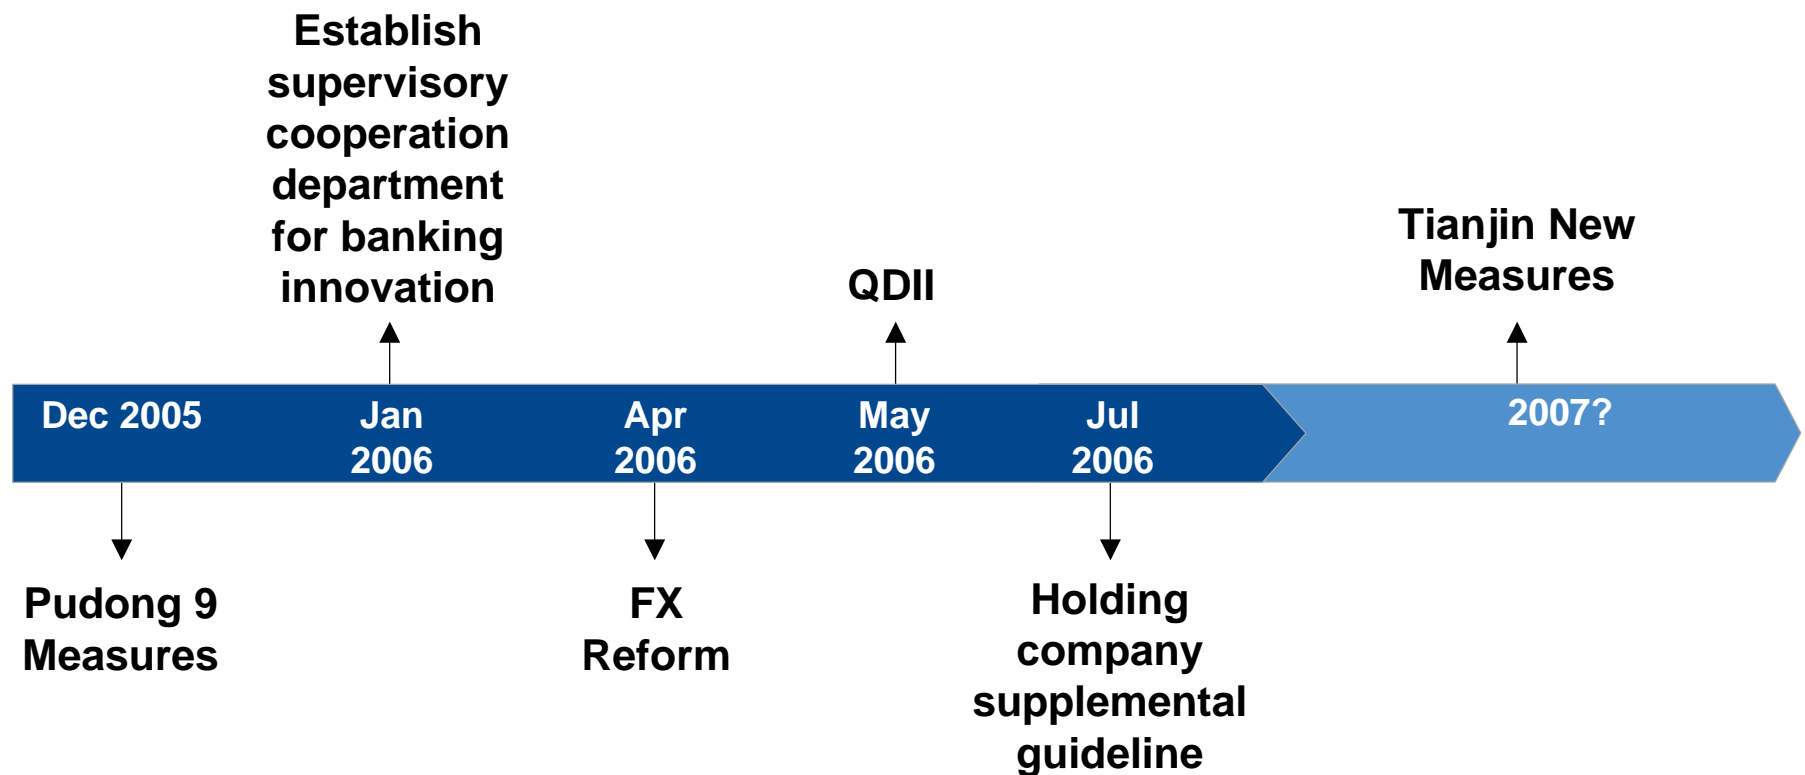 Establish
supervisory
cooperation
department
for banking
innovation
QDII
Tianjin New
Measures
Dec 2005
Jan
2006
Apr
2006
May
2006
Jul
2006
2007?
Pudong 9
Measures
FX
Reform
Holding
company
supplemental
guideline